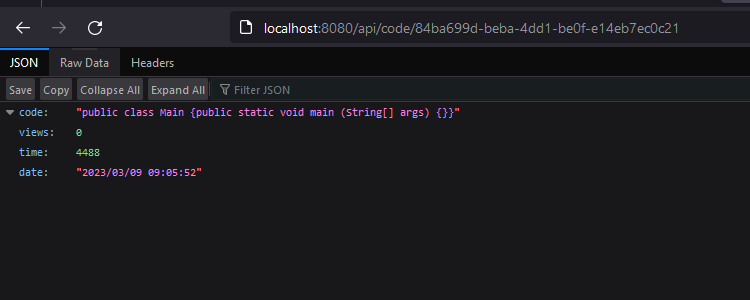 localhost:8080/api/code/84ba699d-beba-4dd1-be0f-e14eb7ec0c21
JSON Raw Data Headers
Save Copy Collapse All Expand All Filter JSON
code: "public class Main {public static void main (String[] args) {}}"
views: 0
time: 4488
date: "2023/03/09 09:05:52"